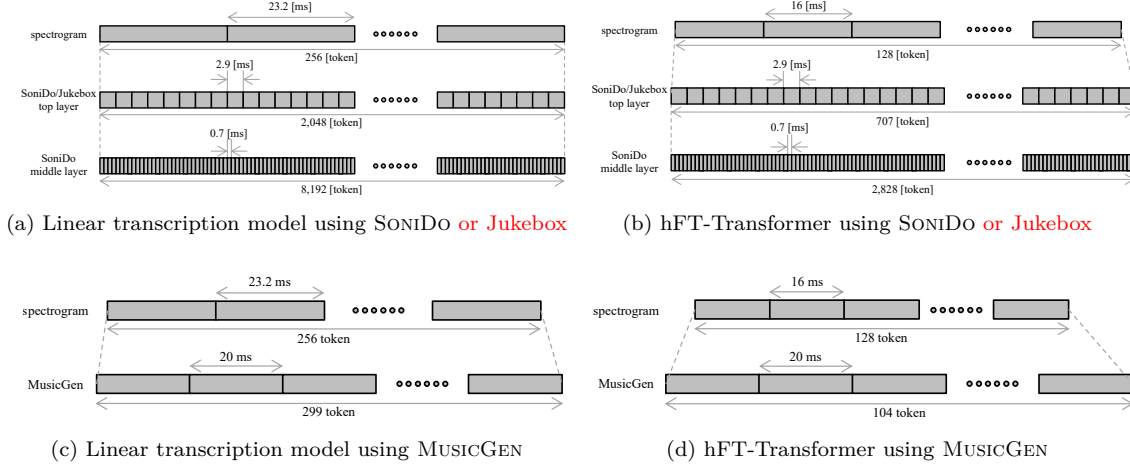 23.2 [ms]
spectrogram
256 [token]
2.9 [ms]
SoniDo/Jukebox
top layer
2,048 [token]
0.7 [ms]
SoniDo
middle layer
8,192 [token]
(a) Linear transcription model using SoniDo or Jukebox
16 [ms]
spectrogram
128 [token]
2.9 [ms]
SoniDo/Jukebox
top layer
707 [token]
0.7 [ms]
SoniDo
middle layer
2,828 [token]
(b) hFT-Transformer using SoniDo or Jukebox
23.2 ms
spectrogram
256 token
20 ms
MusicGen
299 token
(c) Linear transcription model using MusicGen
16 ms
spectrogram
128 token
20 ms
MusicGen
104 token
(d) hFT-Transformer using MusicGen